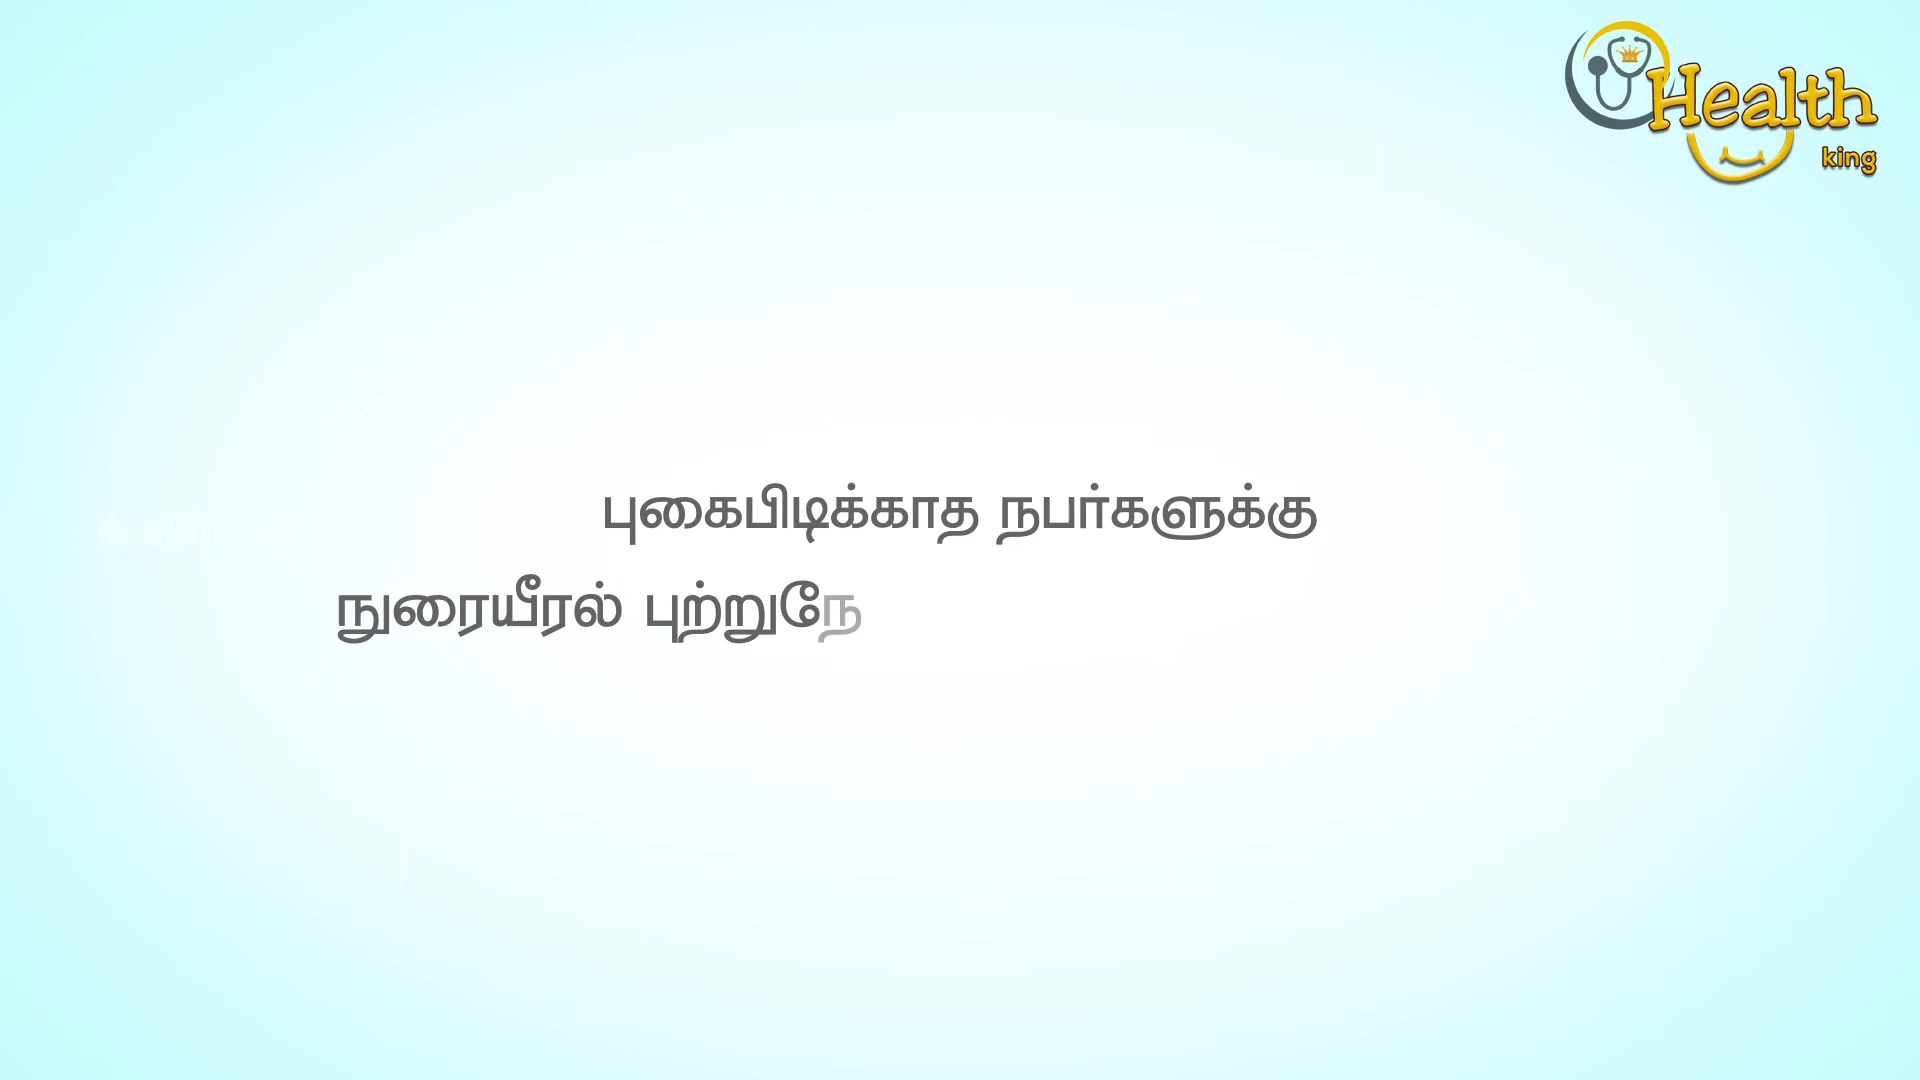 Health
king
புகைபிடிக்காத நபர்களுக்கு
நுரையீரல் புற்றுநே